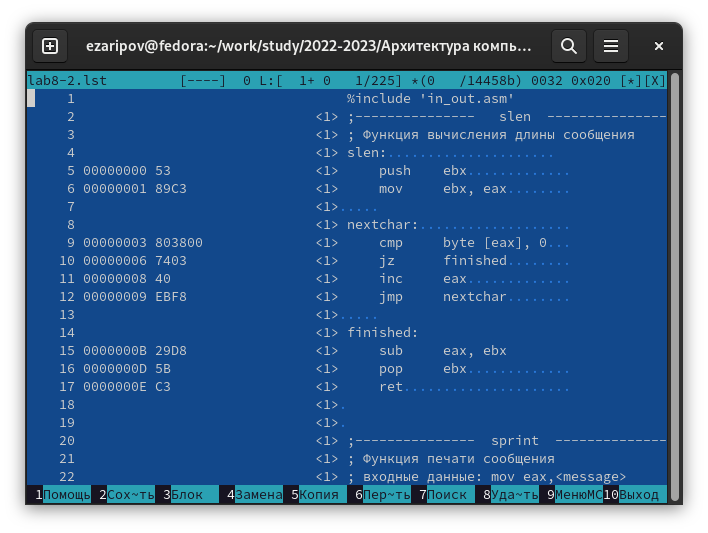 ezaripov@fedora:~/work/study/2022-2023/Архитектура компь...
lab8-2.lst [----] 0 L:[ 1+ 0 1/225] *(0 /14458b) 0032 0x020 [*][X]
1 %include 'in_out.asm'
2 <1> ;--------------- slen ---------------
3 <1> ; Функция вычисления длины сообщения
4 <1> slen:.....................
5 00000000 53 <1> push ebx.............
6 00000001 89C3 <1> mov ebx, eax........
7 <1>.....
8 <1> nextchar:...................
9 00000003 803800 <1> cmp byte [eax], 0...
10 00000006 7403 <1> jz finished........
11 00000008 40 <1> inc eax.............
12 00000009 EBF8 <1> jmp nextchar........
13 <1>.....
14 <1> finished:
15 0000000B 29D8 <1> sub eax, ebx
16 0000000D 5B <1> pop ebx.............
17 0000000E C3 <1> ret.....................
18 <1>.
19 <1>.
20 <1> ;--------------- sprint --------------
21 <1> ; Функция печати сообщения
22 <1> ; входные данные: mov eax,<message>
1Помощь 2Сох~ть 3Блок 4Замена 5Копия 6Пер~ть 7Поиск 8Уда~ть 9МенюMC 10Выход